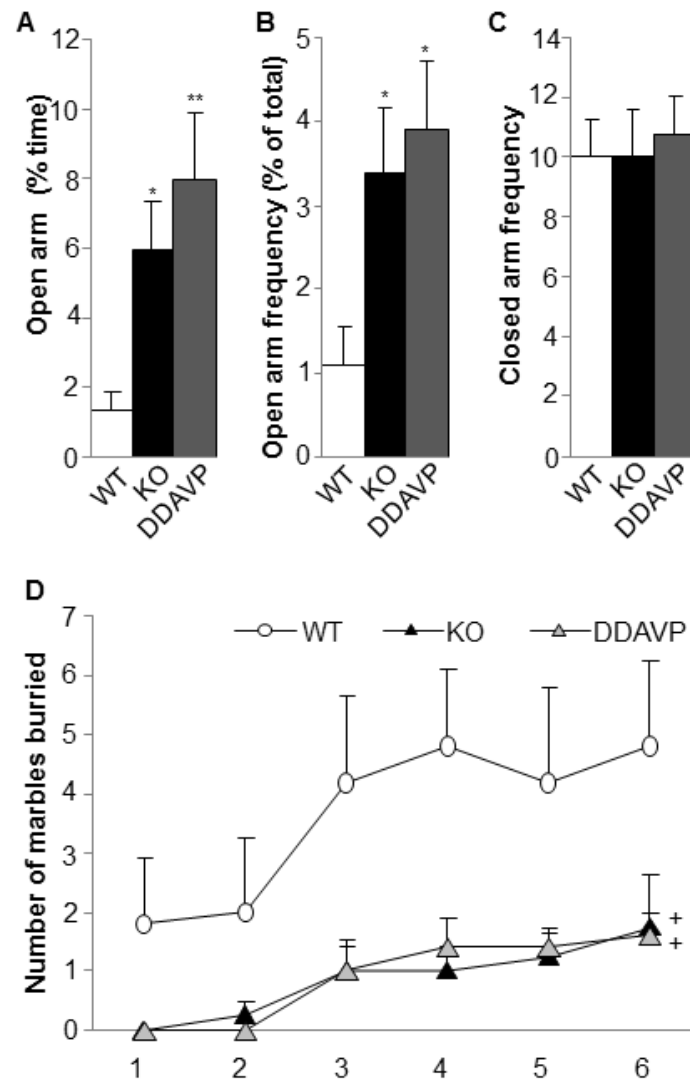 A
Open arm (% time)
12
10
8
6
4
2
0
WT
KO
DDAVP
*
**
B
Open arm frequency (% of total)
5
4
3
2
1
0
WT
KO
DDAVP
*
*
C
Closed arm frequency
14
12
10
8
6
4
2
0
WT
KO
DDAVP
D
Number of marbles burried
7
6
5
4
3
2
1
0
WT KO DDAVP
+
+
1 2 3 4 5 6